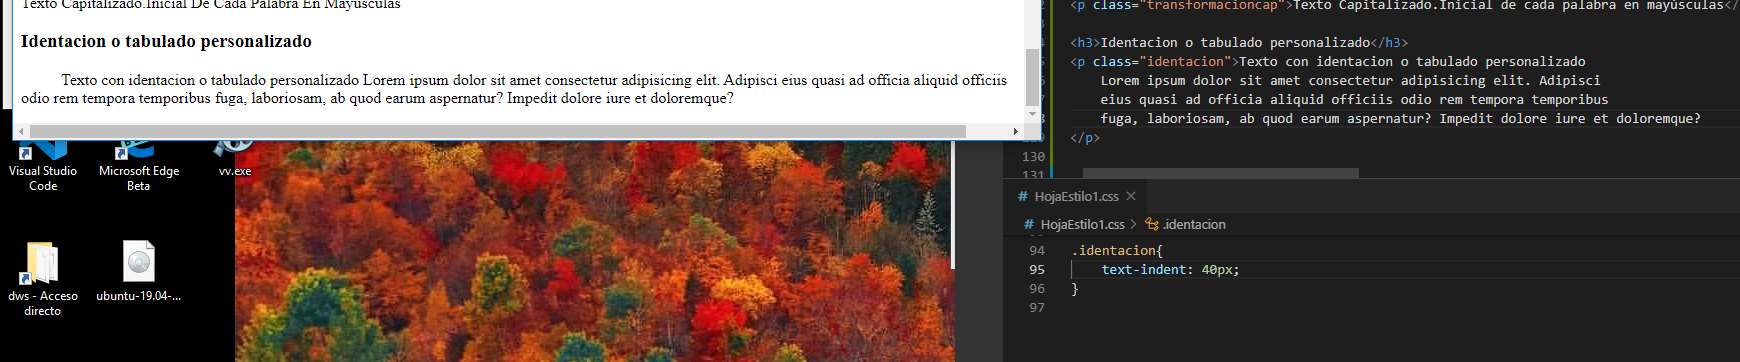 Texto Capitalizado.Inicial De Cada Palabra En Mayúsculas
Identacion o tabulado personalizado
Texto con identacion o tabulado personalizado Lorem ipsum dolor sit amet consectetur adipisicing elit. Adipisci eius quasi ad officia aliquid officiis
odio rem tempora temporibus fuga, laboriosam, ab quod earum aspernatur? Impedit dolore iure et doloremque?
Visual Studio
Code
Microsoft Edge
Beta
vv.exe
dws - Acceso
directo
ubuntu-19.04-...
<p class="transformacioncap">Texto Capitalizado.Inicial de cada palabra en mayúsculas</
<h3>Identacion o tabulado personalizado</h3>
<p class="identacion">Texto con identacion o tabulado personalizado
Lorem ipsum dolor sit amet consectetur adipisicing elit. Adipisci
eius quasi ad officia aliquid officiis odio rem tempora temporibus
fuga, laboriosam, ab quod earum aspernatur? Impedit dolore iure et doloremque?
</p>
130
131
# HojaEstilo1.css ×
# HojaEstilo1.css > .identacion
94 .identacion{
95 text-indent: 40px;
96 }
97